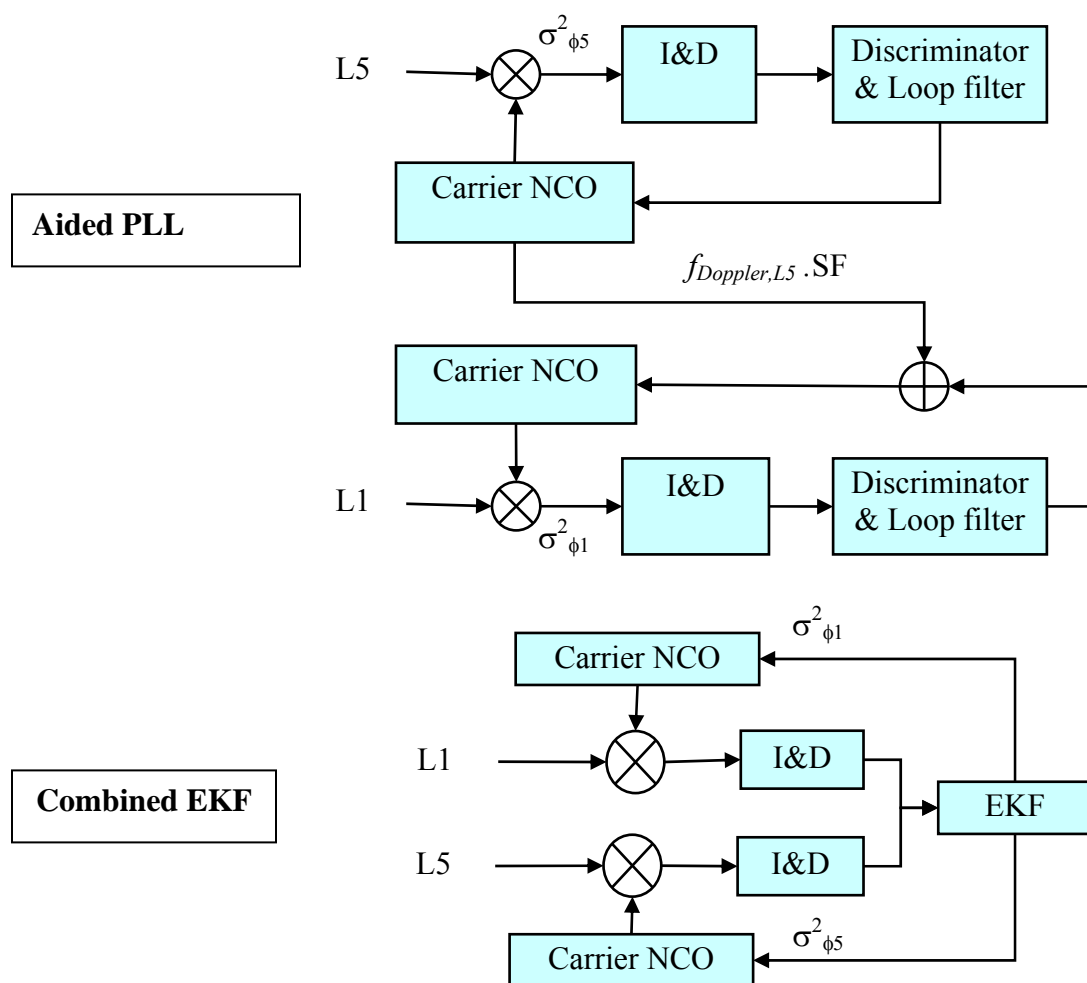 σ²ϕ5
L5
I&D
Discriminator
& Loop filter
Carrier NCO
Aided PLL
fDoppler,L5 .SF
Carrier NCO
L1
σ²ϕ1
I&D
Discriminator
& Loop filter
σ²ϕ1
Carrier NCO
L1
I&D
Combined EKF
EKF
L5
I&D
σ²ϕ5
Carrier NCO